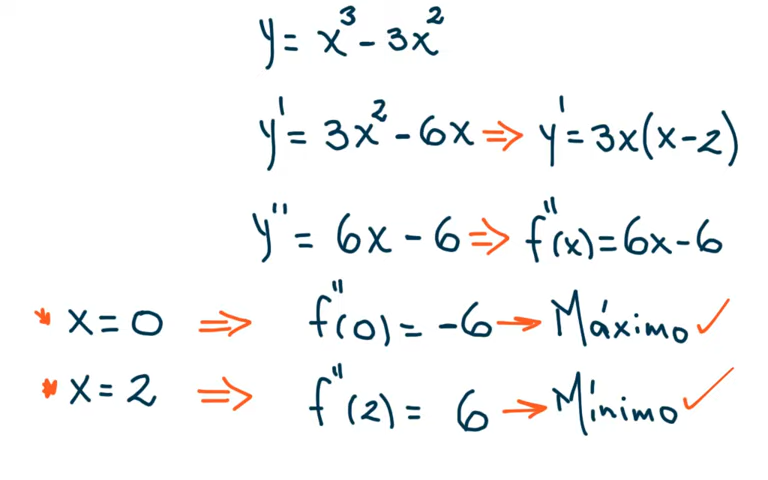 y = x³ - 3x²
y' = 3x² - 6x ⇒ y' = 3x(x-2)
y'' = 6x - 6 ⇒ f''(x) = 6x - 6
* x = 0 ⇒ f''(0) = -6 → Máximo ✓
* x = 2 ⇒ f''(2) = 6 → Mínimo ✓